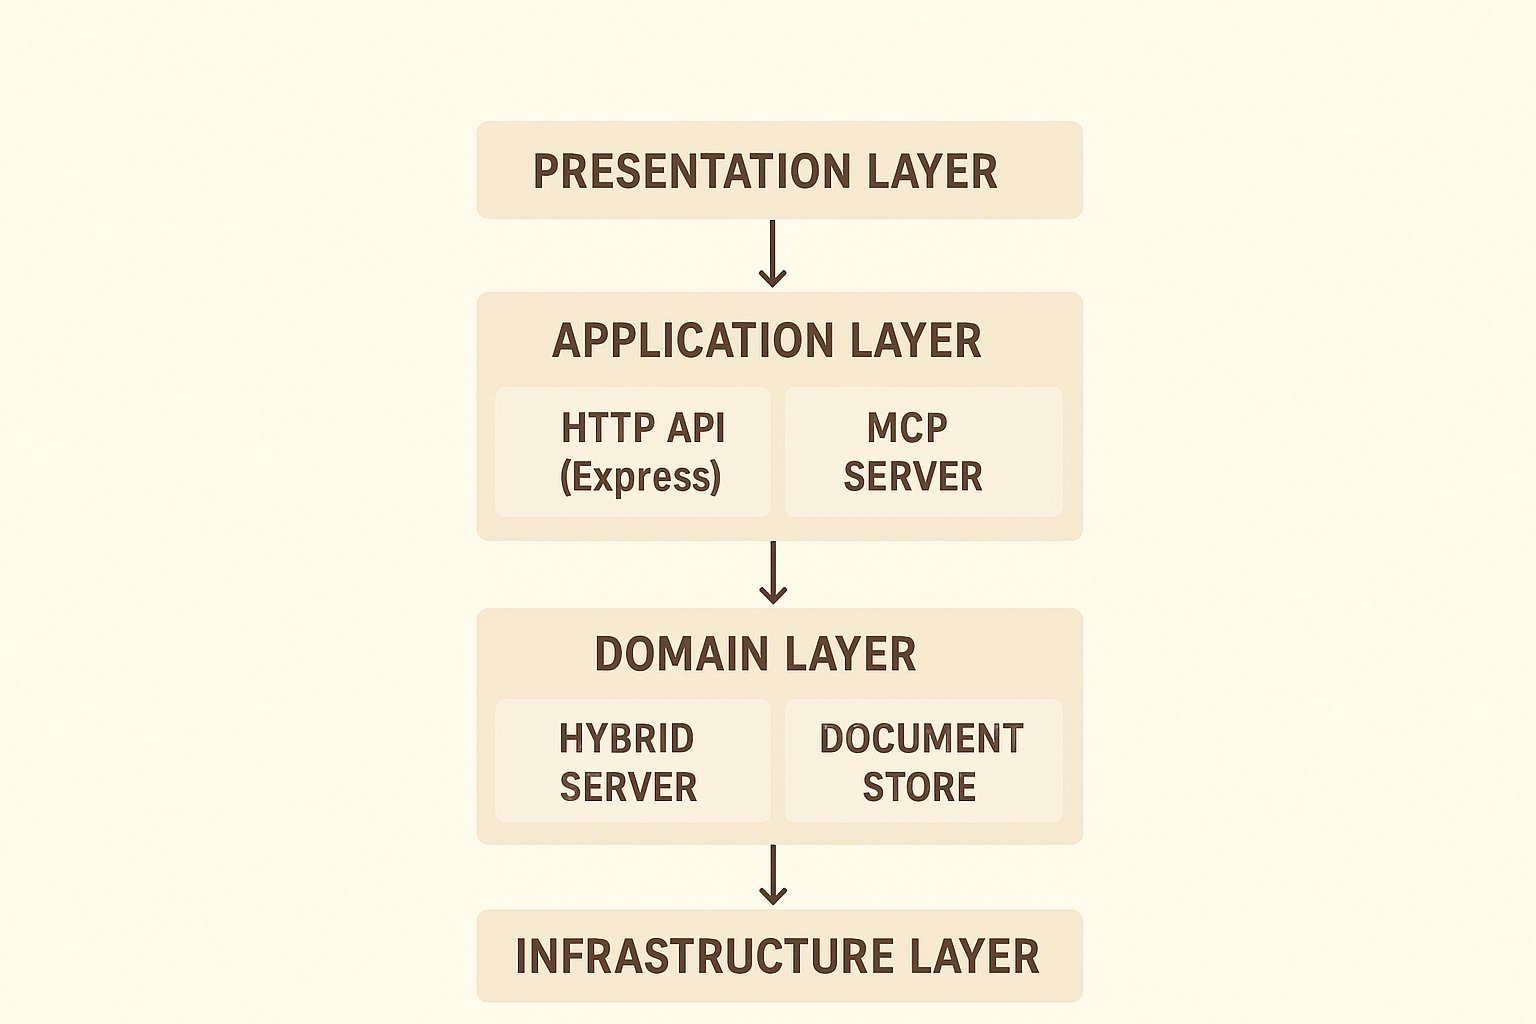 PRESENTATION LAYER
APPLICATION LAYER
HTTP API
(Express)
MCP
SERVER
DOMAIN LAYER
HYBRID
SERVER
DOCUMENT
STORE
INFRASTRUCTURE LAYER